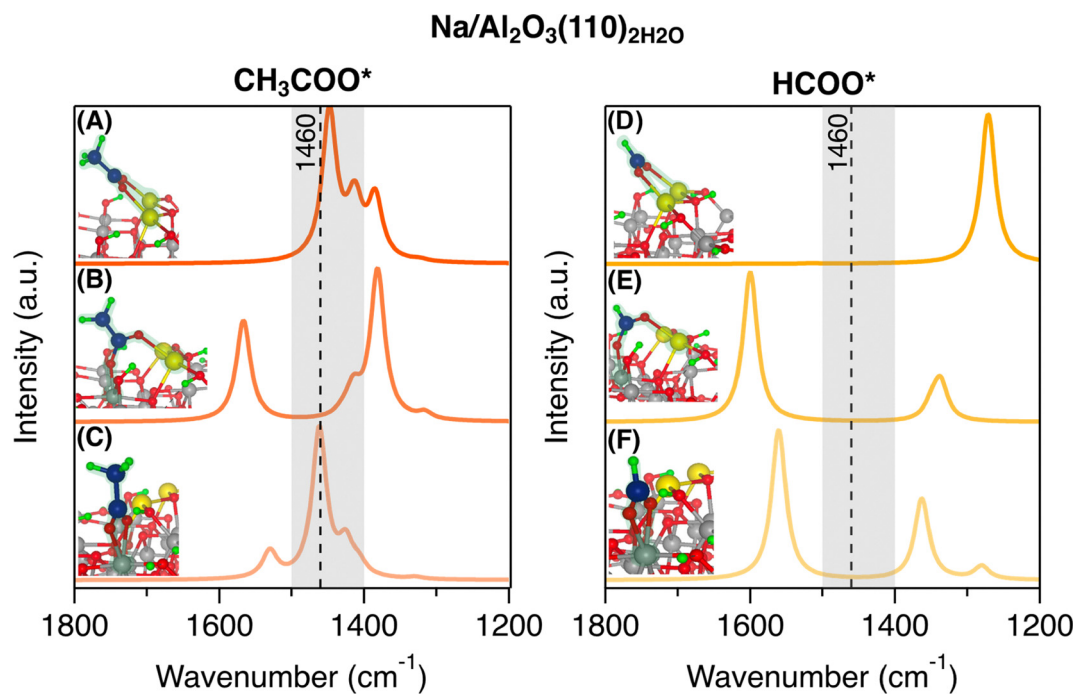 Na/Al₂O₃(110)₂H₂O
CH₃COO*
HCOO*
(A)
1460
(B)
(C)
1800
1600
1400
1200
Wavenumber (cm⁻¹)
Intensity (a.u.)
(D)
1460
(E)
(F)
1800
1600
1400
1200
Wavenumber (cm⁻¹)
Intensity (a.u.)